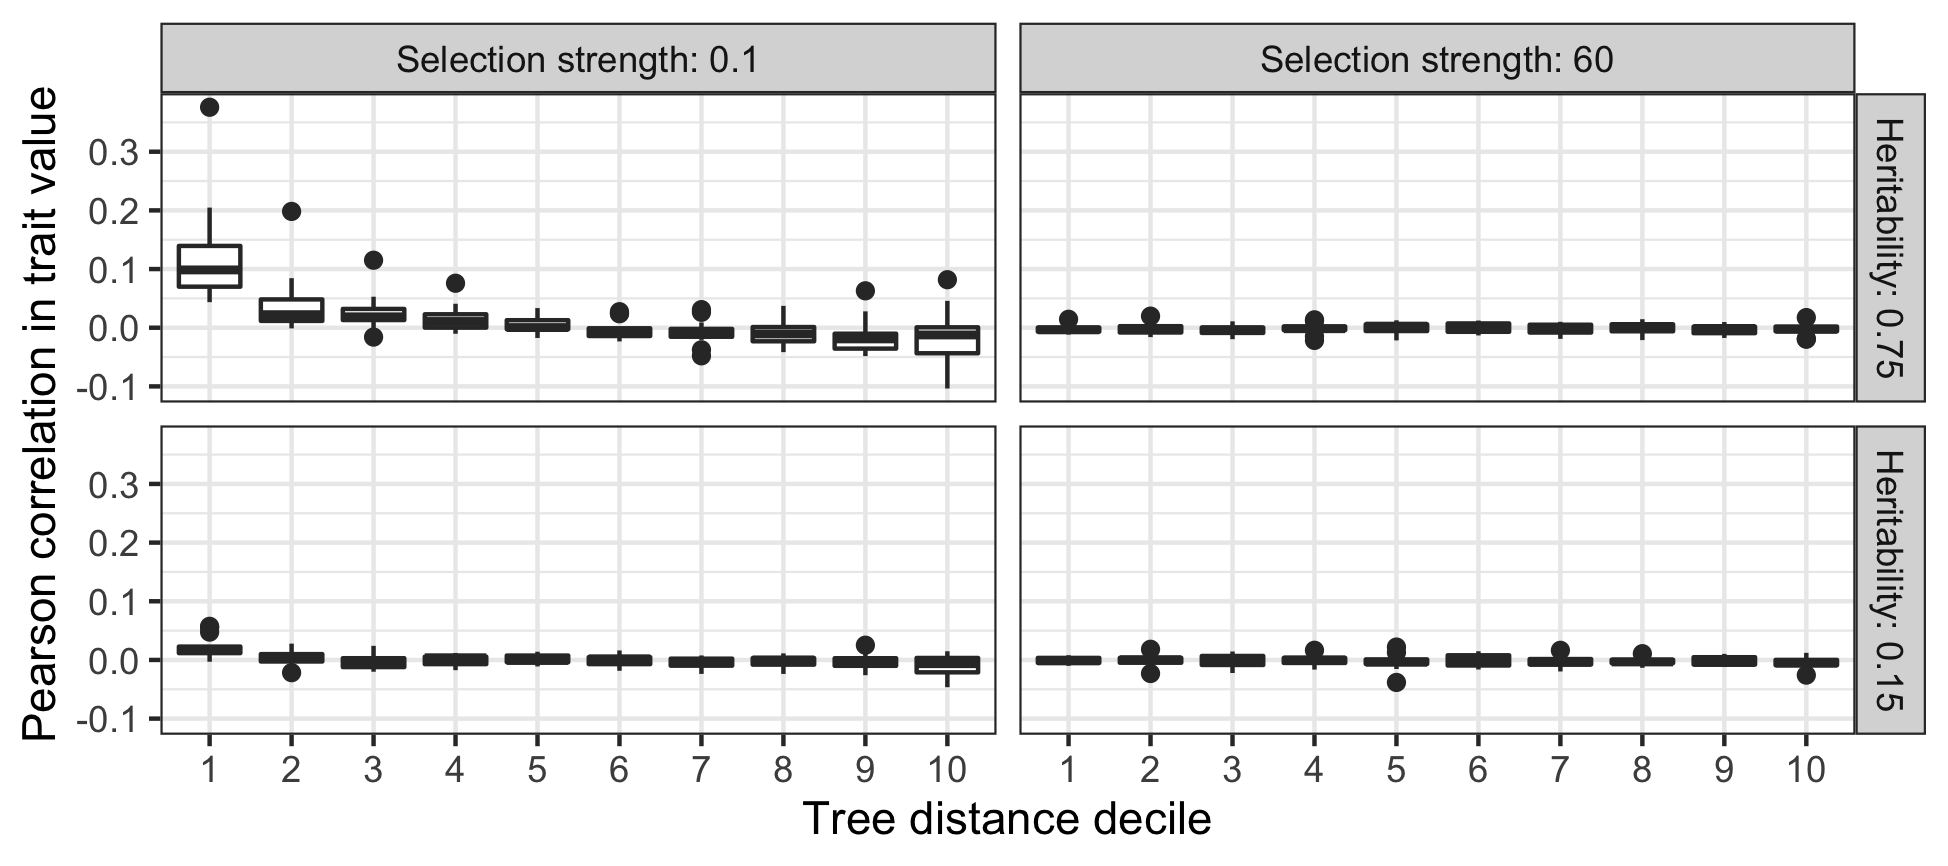 Selection strength: 0.1
Selection strength: 60
Pearson correlation in trait value
0.3
0.2
0.1
0.0
-0.1
Heritability: 0.75
0.3
0.2
0.1
0.0
-0.1
Heritability: 0.15
1 2 3 4 5 6 7 8 9 10
1 2 3 4 5 6 7 8 9 10
Tree distance decile